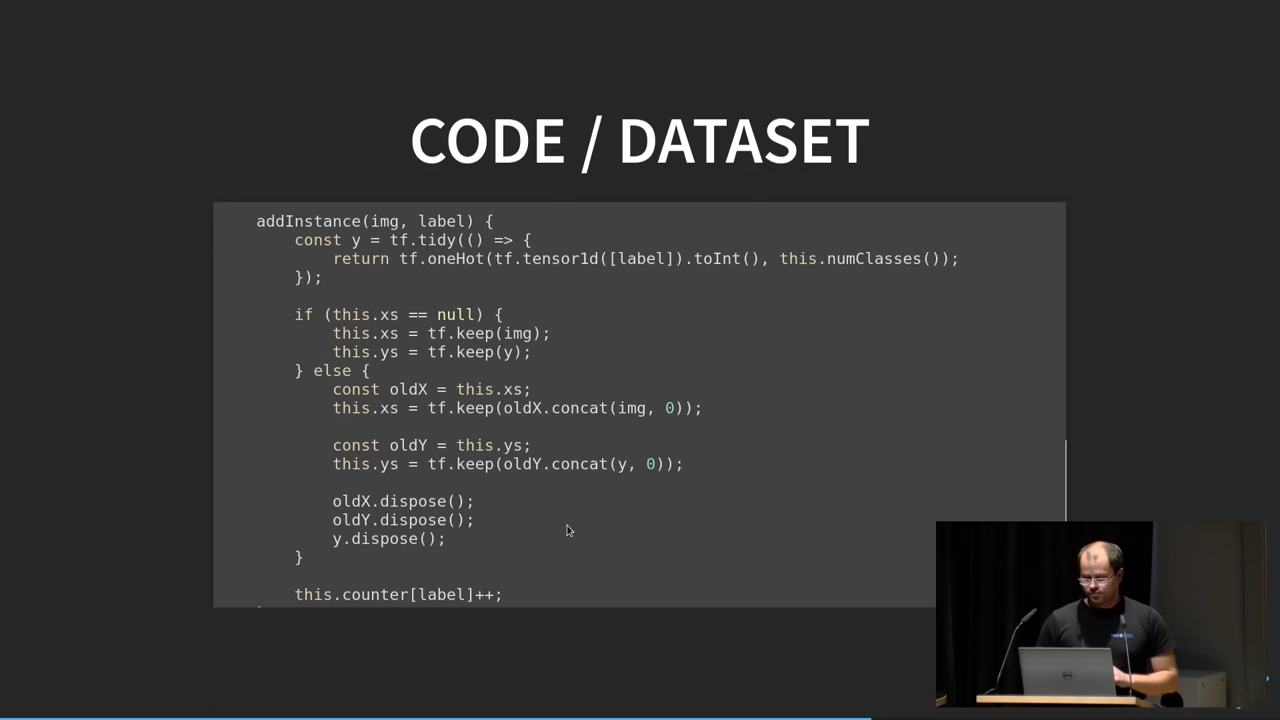 CODE / DATASET
addInstance(img, label) {
const y = tf.tidy(() => {
return tf.oneHot(tf.tensor1d([label]).toInt(), this.numClasses());
});
if (this.xs == null) {
this.xs = tf.keep(img);
this.ys = tf.keep(y);
} else {
const oldX = this.xs;
this.xs = tf.keep(oldX.concat(img, 0));
const oldY = this.ys;
this.ys = tf.keep(oldY.concat(y, 0));
oldX.dispose();
oldY.dispose();
y.dispose();
}
this.counter[label]++;